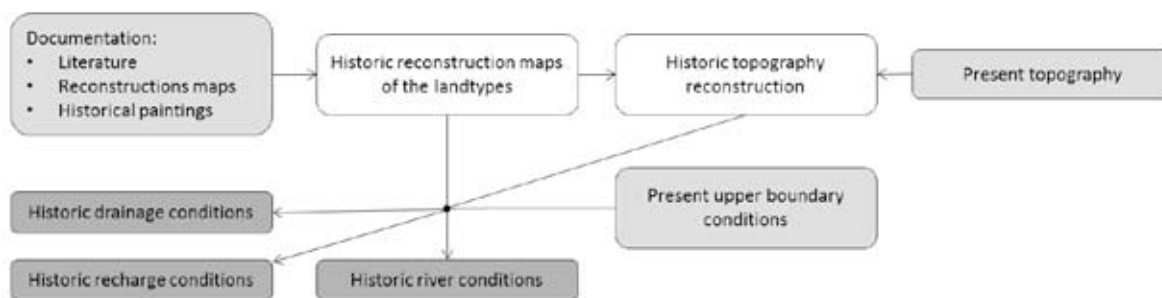 Documentation:
• Literature
• Reconstructions maps
• Historical paintings
Historic reconstruction maps
of the landtypes
Historic topography
reconstruction
Present topography
Historic drainage conditions
Present upper boundary
conditions
Historic recharge conditions
Historic river conditions